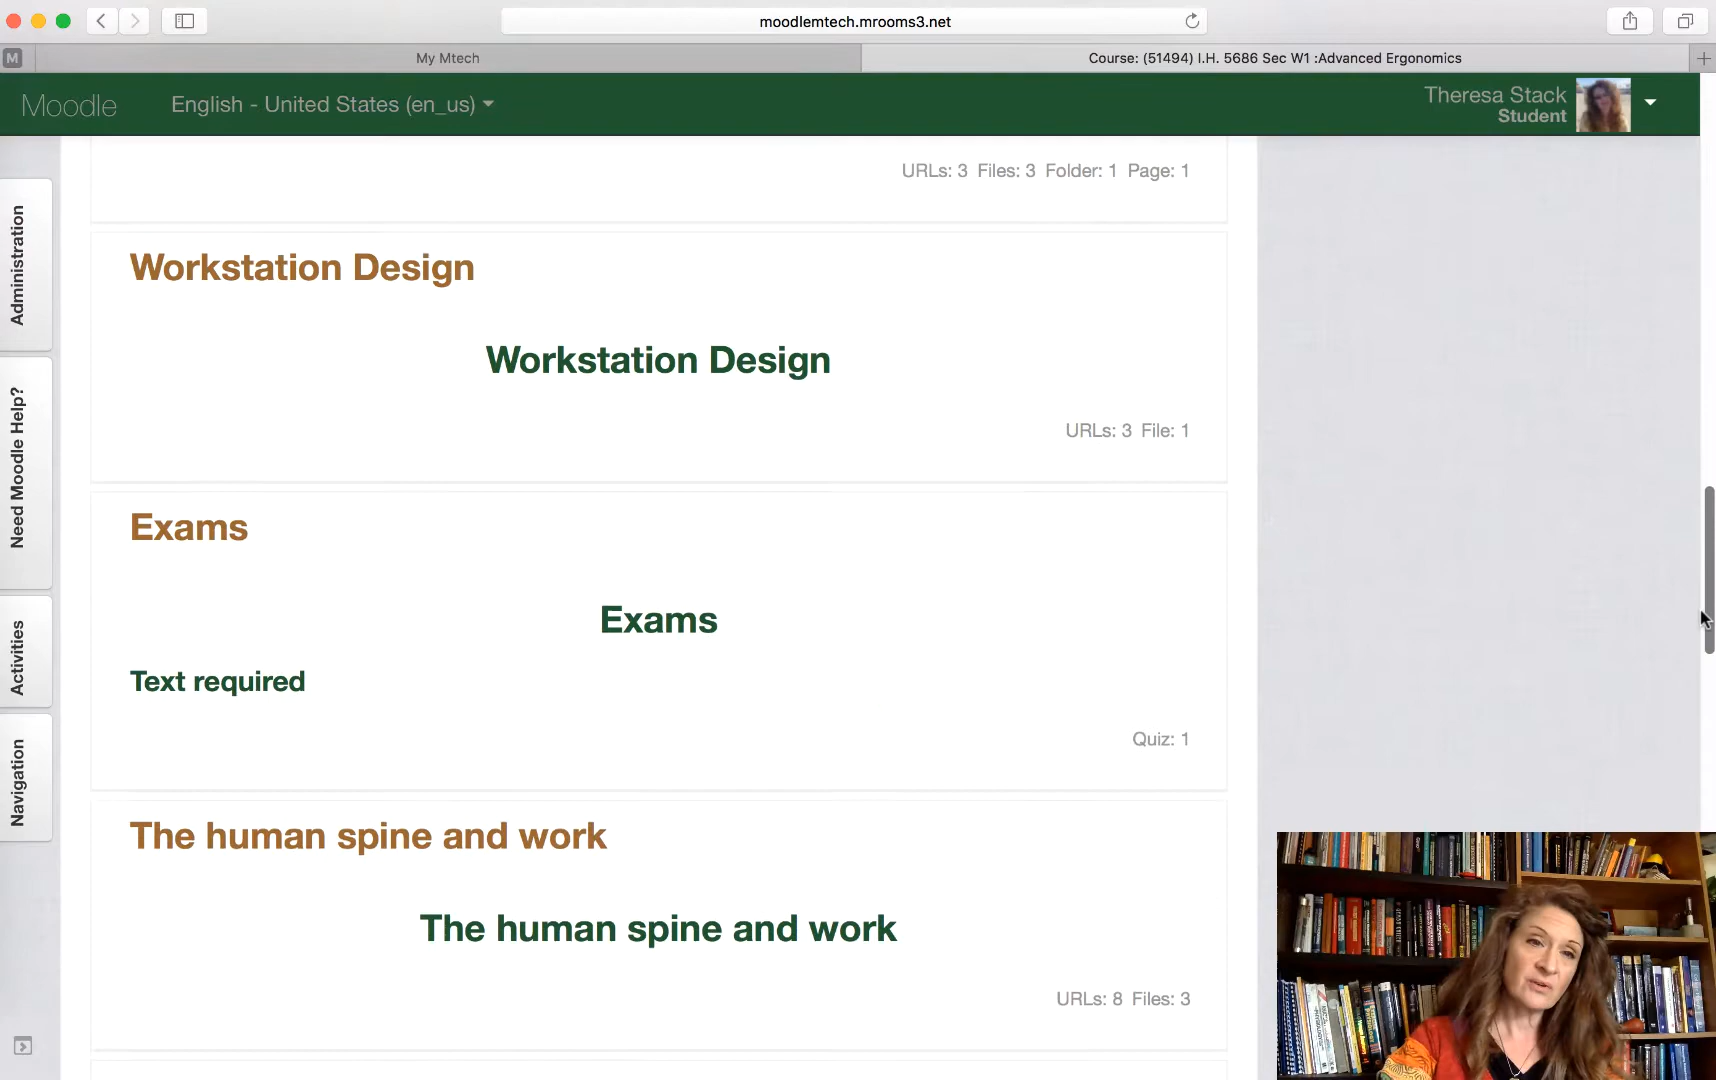 moodlemtech.mrooms3.net
M
My Mtech
Course: (51494) I.H. 5686 Sec W1 :Advanced Ergonomics
Moodle
English - United States (en_us)
Theresa Stack
Student
Administration
Need Moodle Help?
Activities
Navigation
URLs: 3 Files: 3 Folder: 1 Page: 1
Workstation Design
Workstation Design
URLs: 3 File: 1
Exams
Exams
Text required
Quiz: 1
The human spine and work
The human spine and work
URLs: 8 Files: 3